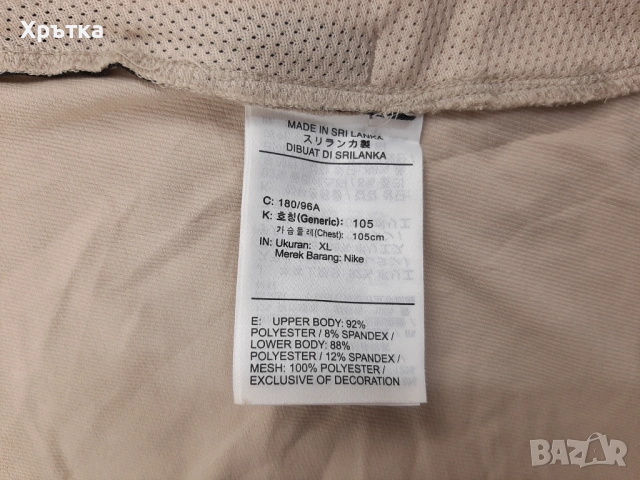 Хрътка
MADE IN SRI LANKA
スリランカ製
DIBUAT DI SRILANKA
C: 180/96A
K: 호칭(Generic): 105
가슴둘레(Chest): 105cm
IN: Ukuran: XL
Merek Barang: Nike
E: UPPER BODY: 92%
POLYESTER / 8% SPANDEX /
LOWER BODY: 88%
POLYESTER / 12% SPANDEX /
MESH: 100% POLYESTER /
EXCLUSIVE OF DECORATION
BAZAR